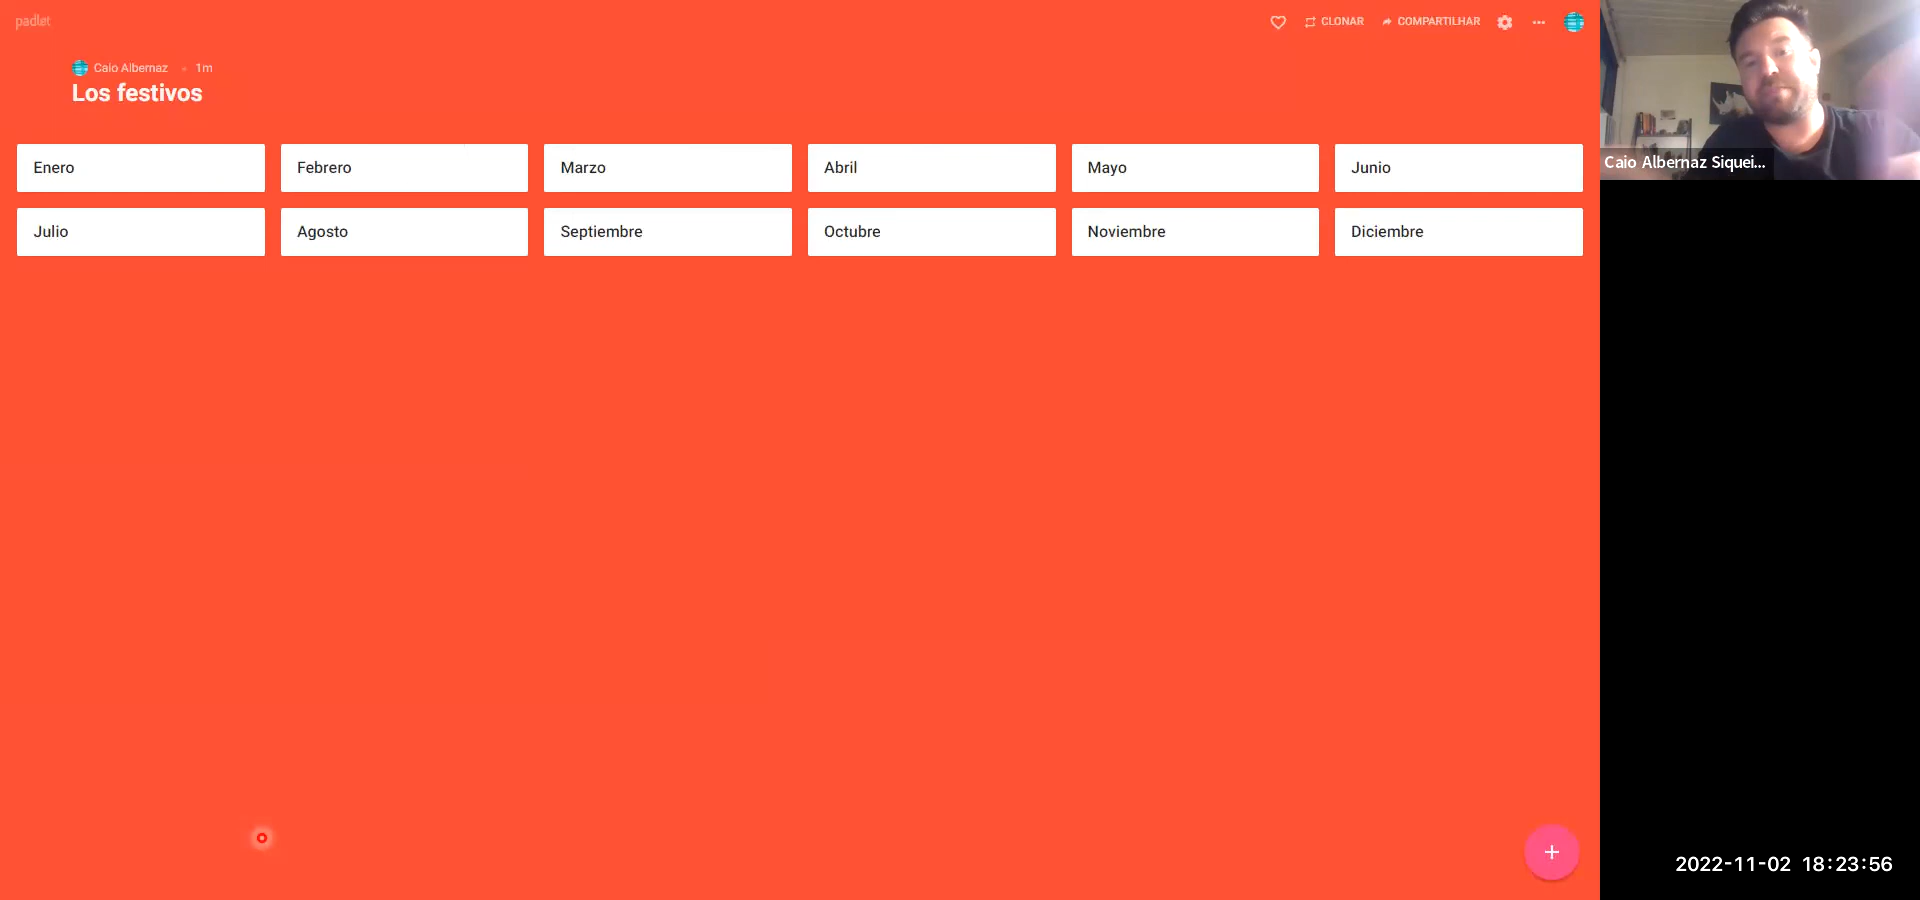 padlet
CLONAR
COMPARTILHAR
Caio Albernaz • 1m
Los festivos
Enero
Febrero
Marzo
Abril
Mayo
Junio
Julio
Agosto
Septiembre
Octubre
Noviembre
Diciembre
Caio Albernaz Siquei...
2022-11-02 18:23:56